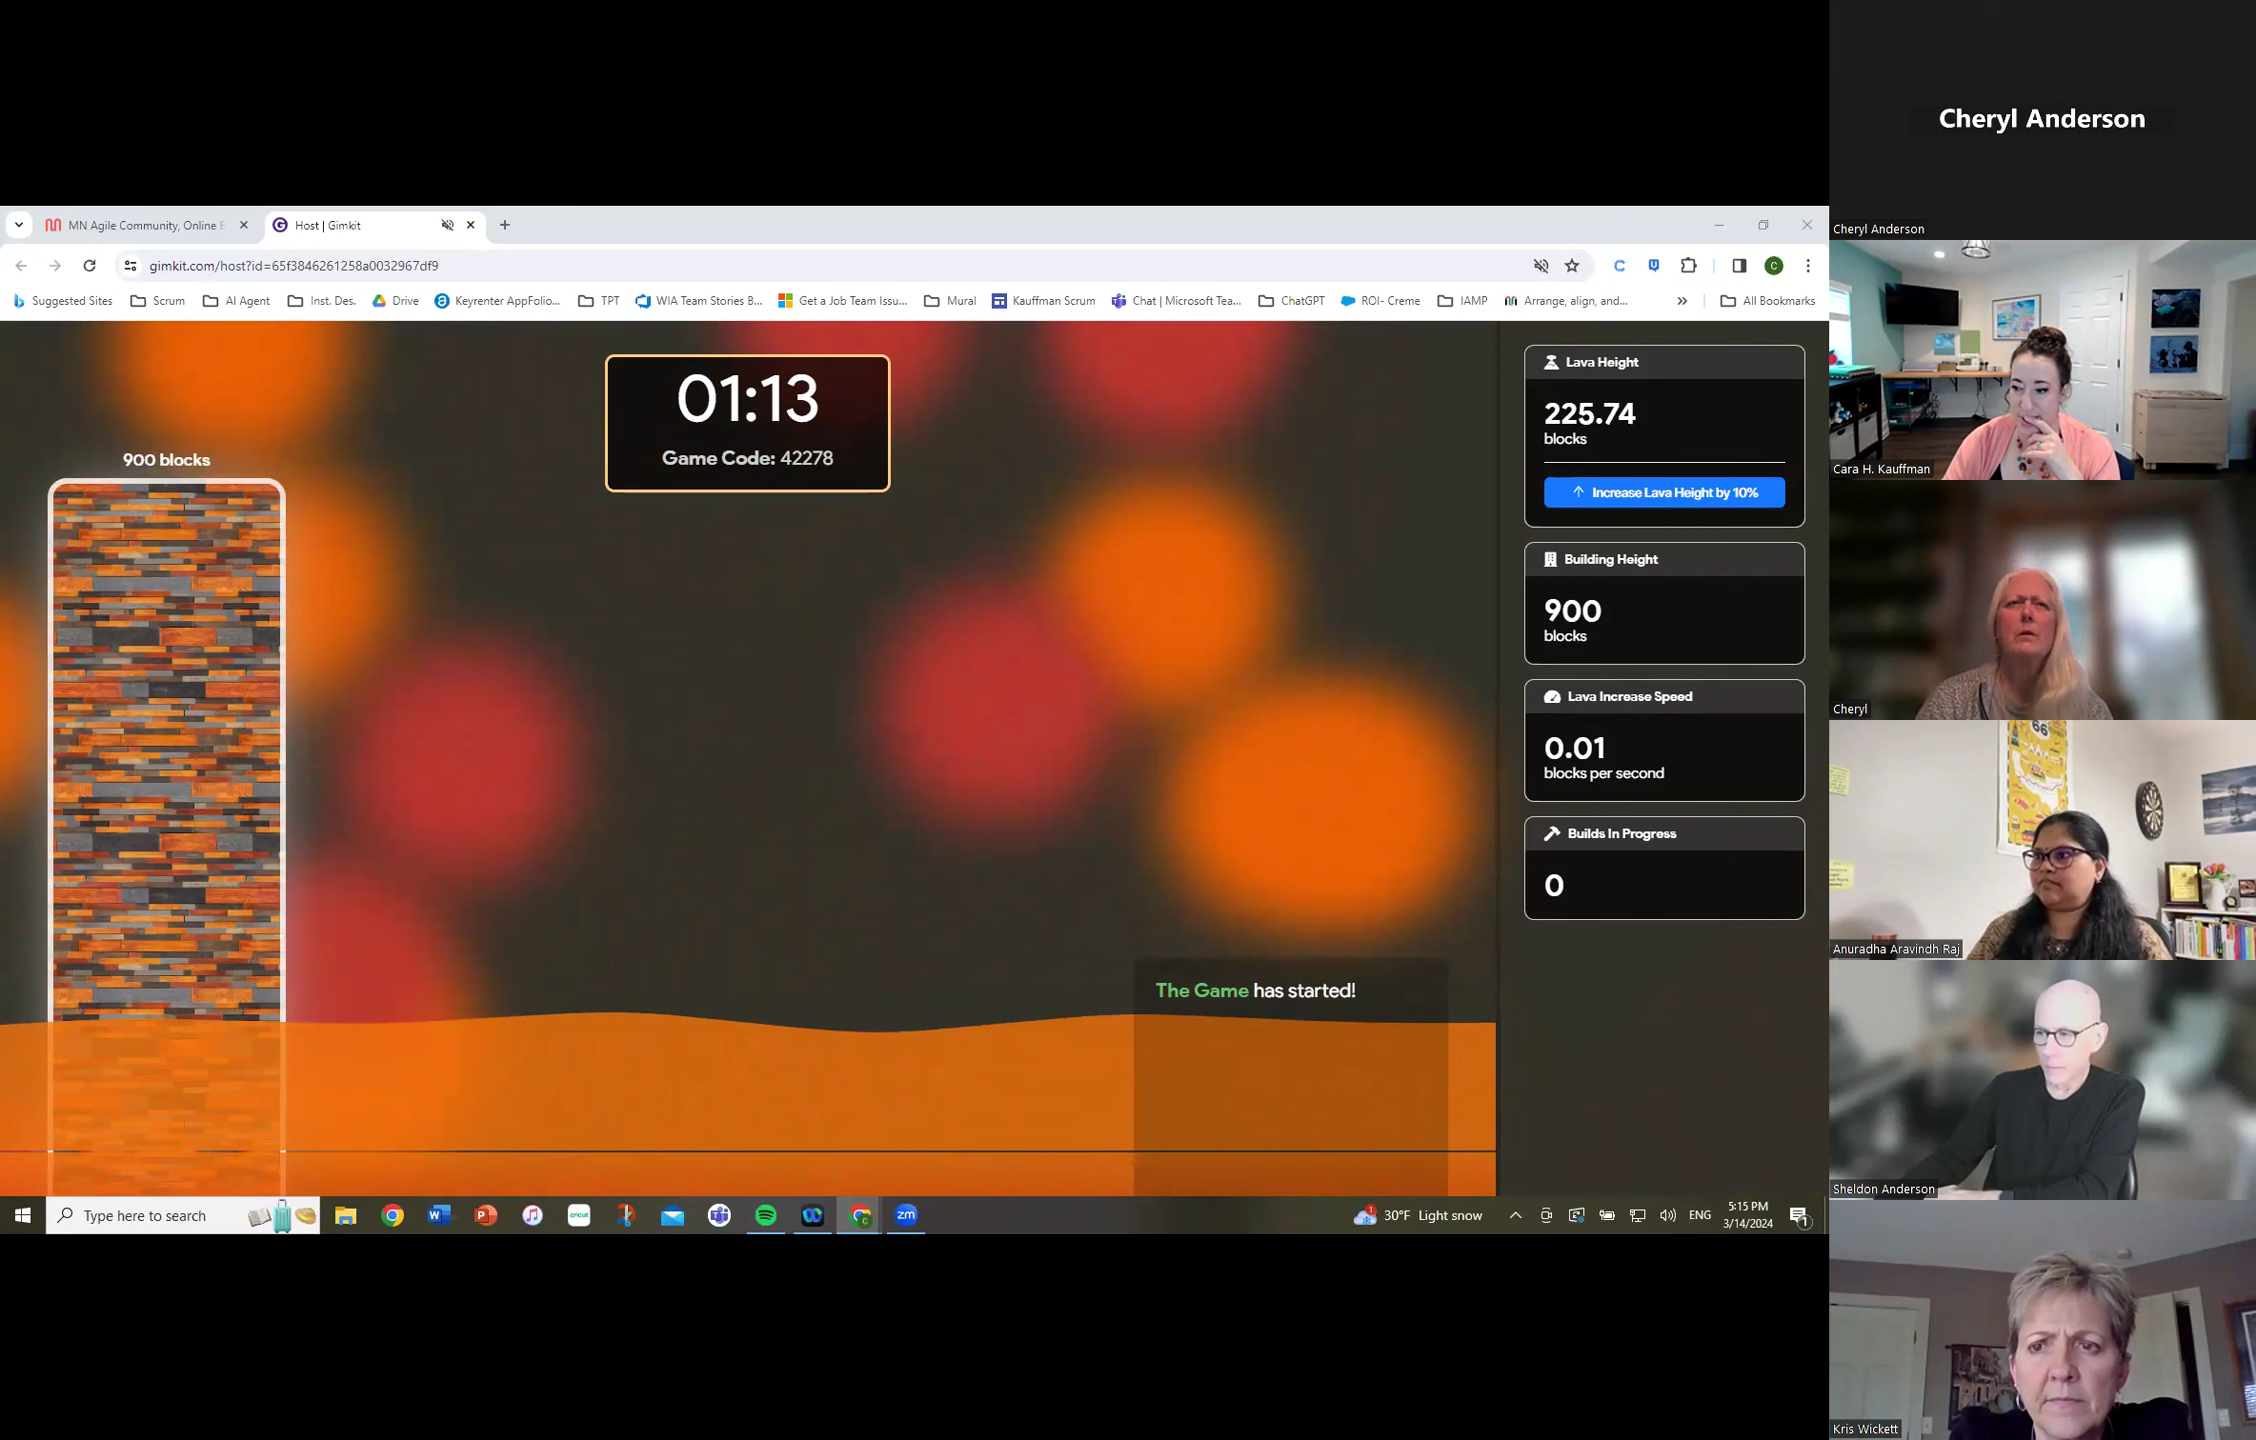 Cheryl Anderson
Cheryl Anderson
MN Agile Community, Online E
Host | Gimkit
gimkit.com/host?id=65f3846261258a0032967df9
C
Suggested Sites
Scrum
AI Agent
Inst. Des.
Drive
Keyrenter AppFolio...
TPT
WIA Team Stories B...
Get a Job Team Issu...
Mural
Kauffman Scrum
Chat | Microsoft Tea...
ChatGPT
ROI- Creme
IAMP
Arrange, align, and...
All Bookmarks
01:13
Game Code: 42278
900 blocks
Lava Height
225.74
blocks
Increase Lava Height by 10%
Building Height
900
blocks
Lava Increase Speed
0.01
blocks per second
Builds In Progress
0
The Game has started!
Cara H. Kauffman
Cheryl
66
Anuradha Aravindh Raj
Sheldon Anderson
Kris Wickett
Type here to search
cricut
zm
30°F Light snow
ENG
5:15 PM
3/14/2024
1